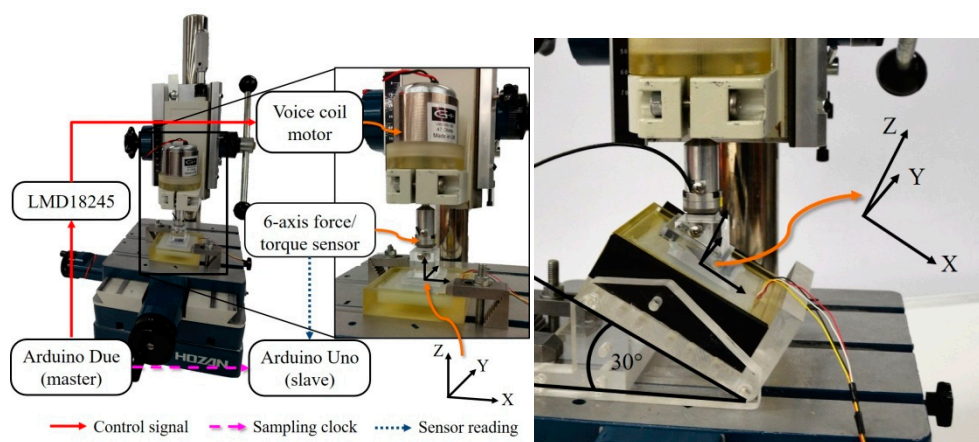 Voice coil
motor
LMD18245
6-axis force/
torque sensor
Arduino Due
(master)
Arduino Uno
(slave)
HOZAN
Z
Y
X
Control signal
Sampling clock
Sensor reading
Z
Y
X
30°